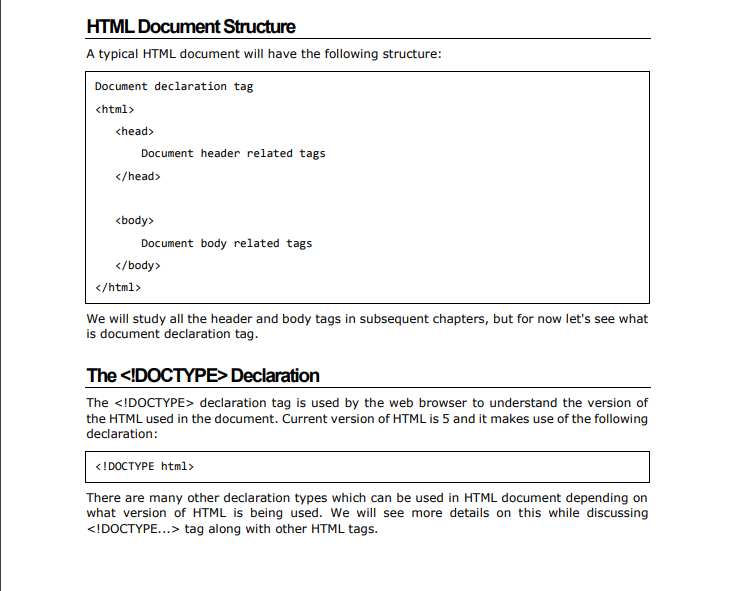 HTML Document Structure
A typical HTML document will have the following structure:
Document declaration tag
<html>
<head>
Document header related tags
</head>
<body>
Document body related tags
</body>
</html>
We will study all the header and body tags in subsequent chapters, but for now let's see what
is document declaration tag.
The <!DOCTYPE> Declaration
The <!DOCTYPE> declaration tag is used by the web browser to understand the version of
the HTML used in the document. Current version of HTML is 5 and it makes use of the following
declaration:
<!DOCTYPE html>
There are many other declaration types which can be used in HTML document depending on
what version of HTML is being used. We will see more details on this while discussing
<!DOCTYPE...> tag along with other HTML tags.